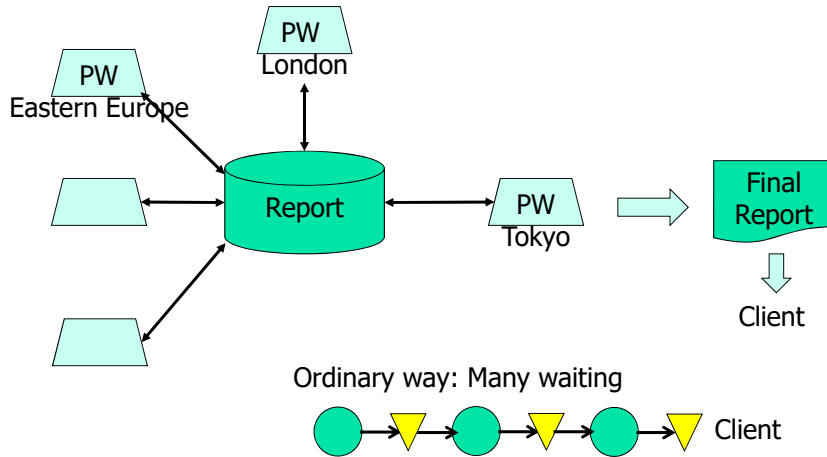 PW
London
PW
Eastern Europe
Report
PW
Tokyo
Final
Report
Client
Ordinary way: Many waiting
Client